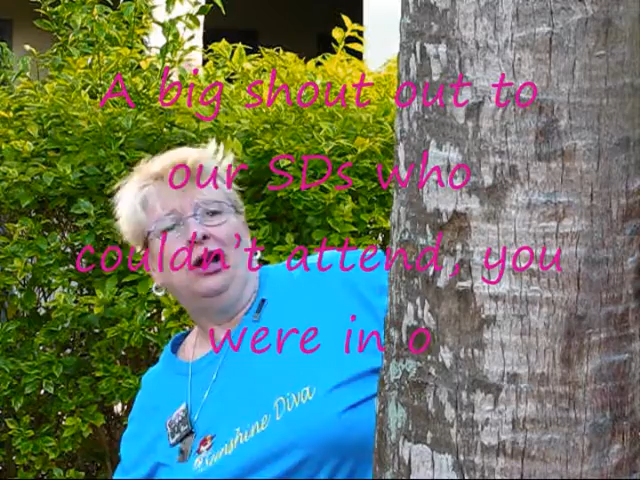 A big shout out to
our SDs who
couldn't attend, you
were in o
Sunshine Diva